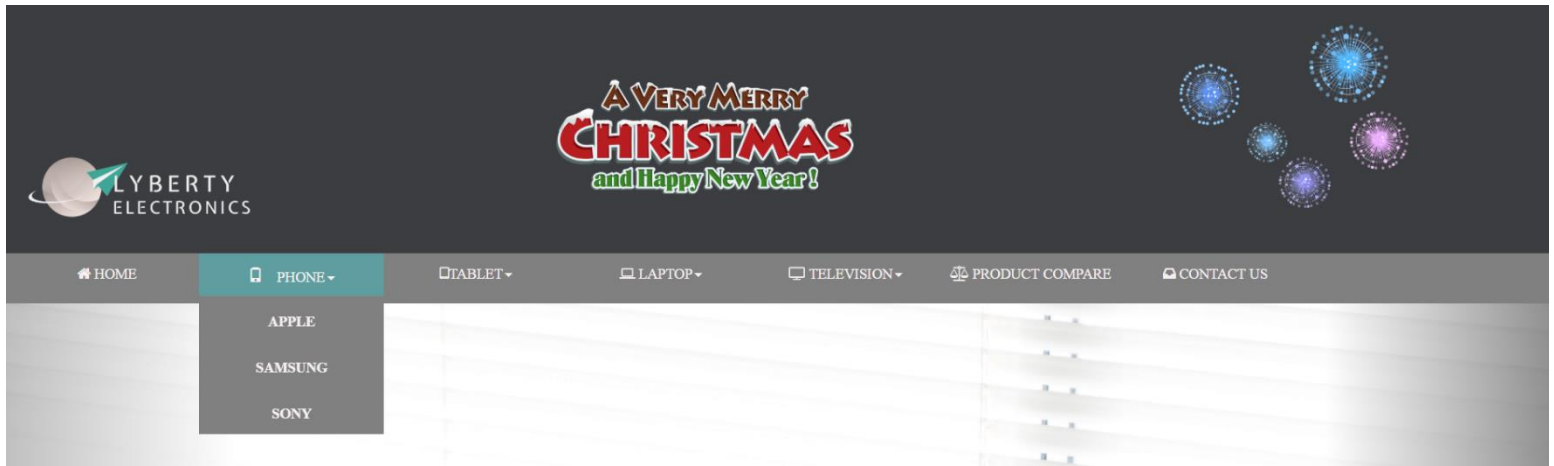 A VERY MERRY
CHRISTMAS
and Happy New Year!
LYBERTY
ELECTRONICS
HOME PHONE TABLET LAPTOP TELEVISION PRODUCT COMPARE CONTACT US
APPLE
SAMSUNG
SONY